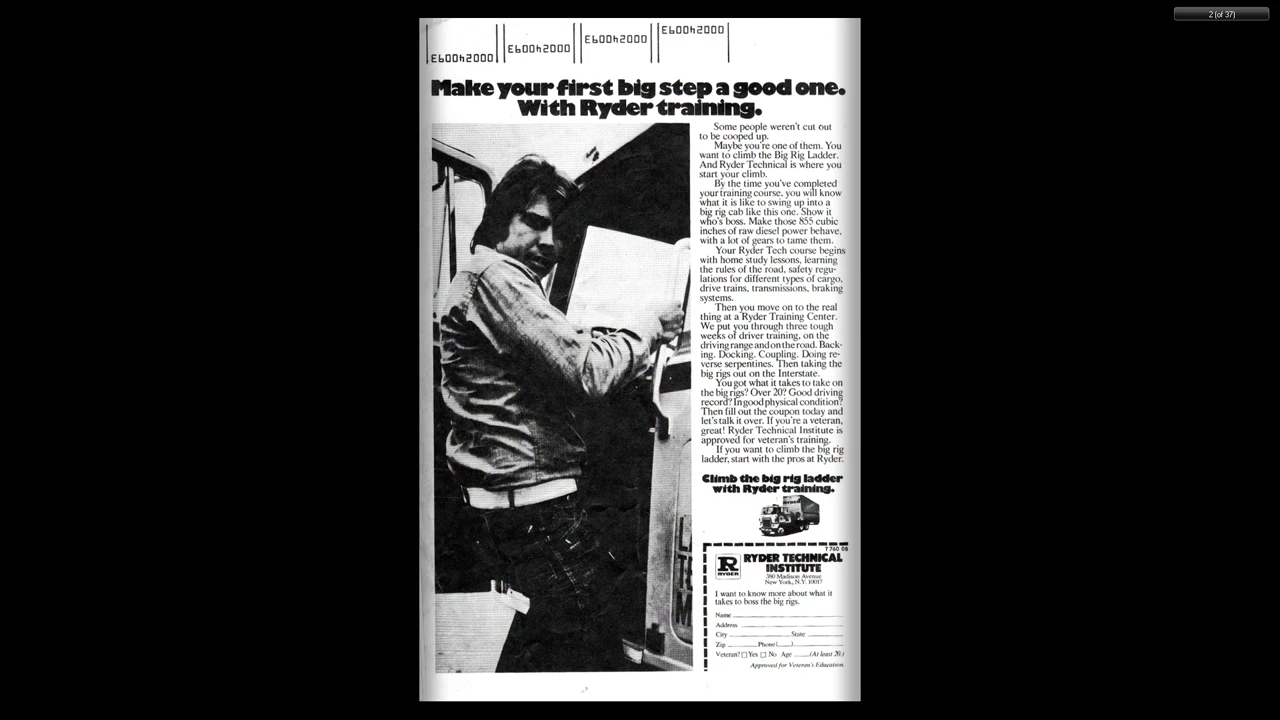 2 (of 37)
E60042000
E60042000
E60042000
E60042000
Make your first big step a good one.
With Ryder training.
Some people weren't cut out
to be cooped up.
Maybe you're one of them. You
want to climb the Big Rig Ladder.
And Ryder Technical is where you
start your climb.
By the time you've completed
your training course, you will know
what it is like to swing up into a
big rig cab like this one. Show it
who's boss. Make those 855 cubic
inches of raw diesel power behave,
with a lot of gears to tame them.
Your Ryder Tech course begins
with home study lessons, learning
the rules of the road, safety regu-
lations for different types of cargo,
drive trains, transmissions, braking
systems.
Then you move on to the real
thing at a Ryder Training Center.
We put you through three tough
weeks of driver training, on the
driving range and on the road. Back-
ing. Docking. Coupling. Doing re-
verse serpentines. Then taking the
big rigs out on the Interstate.
You got what it takes to take on
the big rigs? Over 20? Good driving
record? In good physical condition?
Then fill out the coupon today and
let's talk it over. If you're a veteran,
great! Ryder Technical Institute is
approved for veteran's training.
If you want to climb the big rig
ladder, start with the pros at Ryder.
Climb the big rig ladder
with Ryder training.
RYDER
T 760 08
R
RYDER
RYDER TECHNICAL
INSTITUTE
380 Madison Avenue
New York, N.Y. 10017
I want to know more about what it
takes to boss the big rigs.
Name
Address
City State
Zip Phone ( )
Veteran? Yes No Age (At least 20.)
Approved for Veteran's Education.